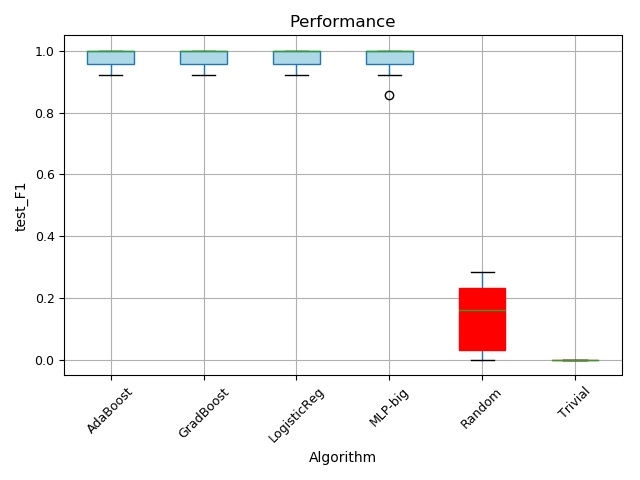 Performance
1.0
0.8
0.6
0.4
0.2
0.0
test_F1
AdaBoost
GradBoost
LogisticReg
MLP-big
Random
Trivial
Algorithm